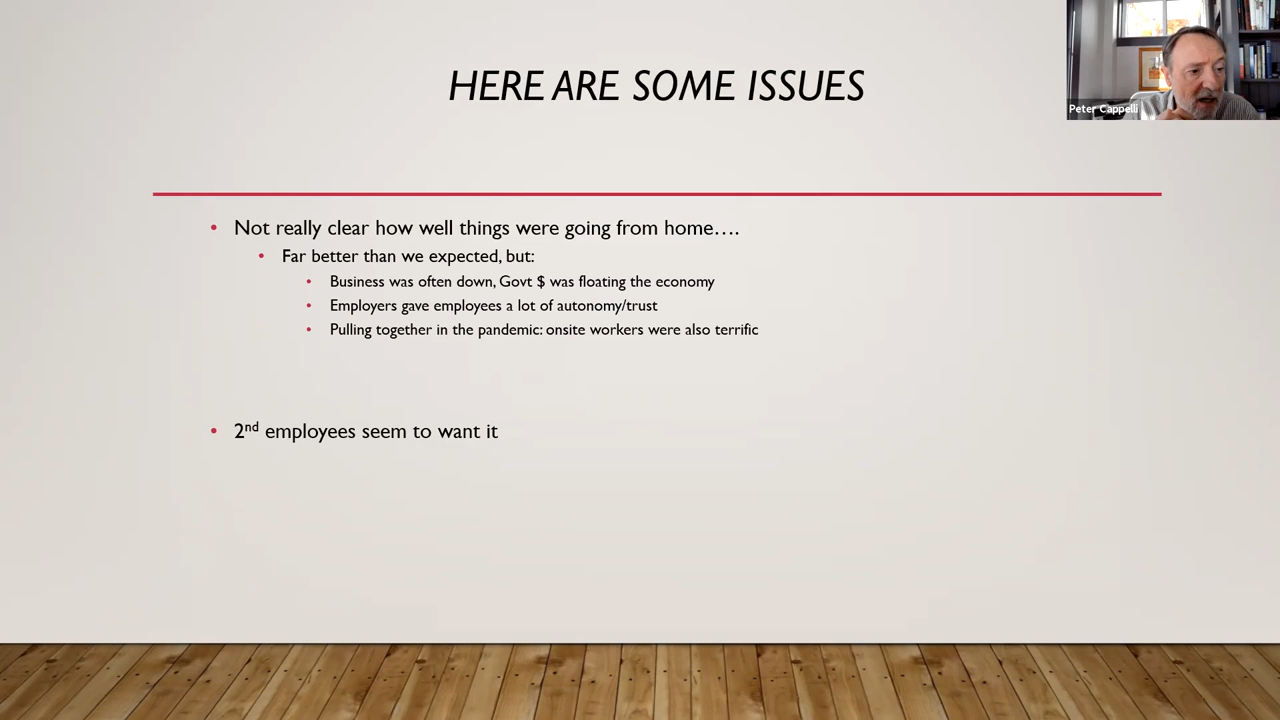 HERE ARE SOME ISSUES
Peter Cappelli
• Not really clear how well things were going from home….
• Far better than we expected, but:
• Business was often down, Govt $ was floating the economy
• Employers gave employees a lot of autonomy/trust
• Pulling together in the pandemic: onsite workers were also terrific
• 2nd employees seem to want it